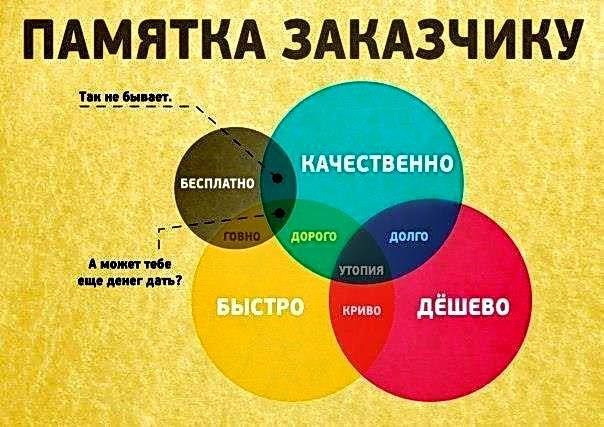 ПАМЯТКА ЗАКАЗЧИКУ
Так не бывает.
КАЧЕСТВЕННО
БЕСПЛАТНО
ГОВНО
ДОРОГО
ДОЛГО
А может тебе
еще денег дать?
УТОПИЯ
БЫСТРО
КРИВО
ДЁШЕВО